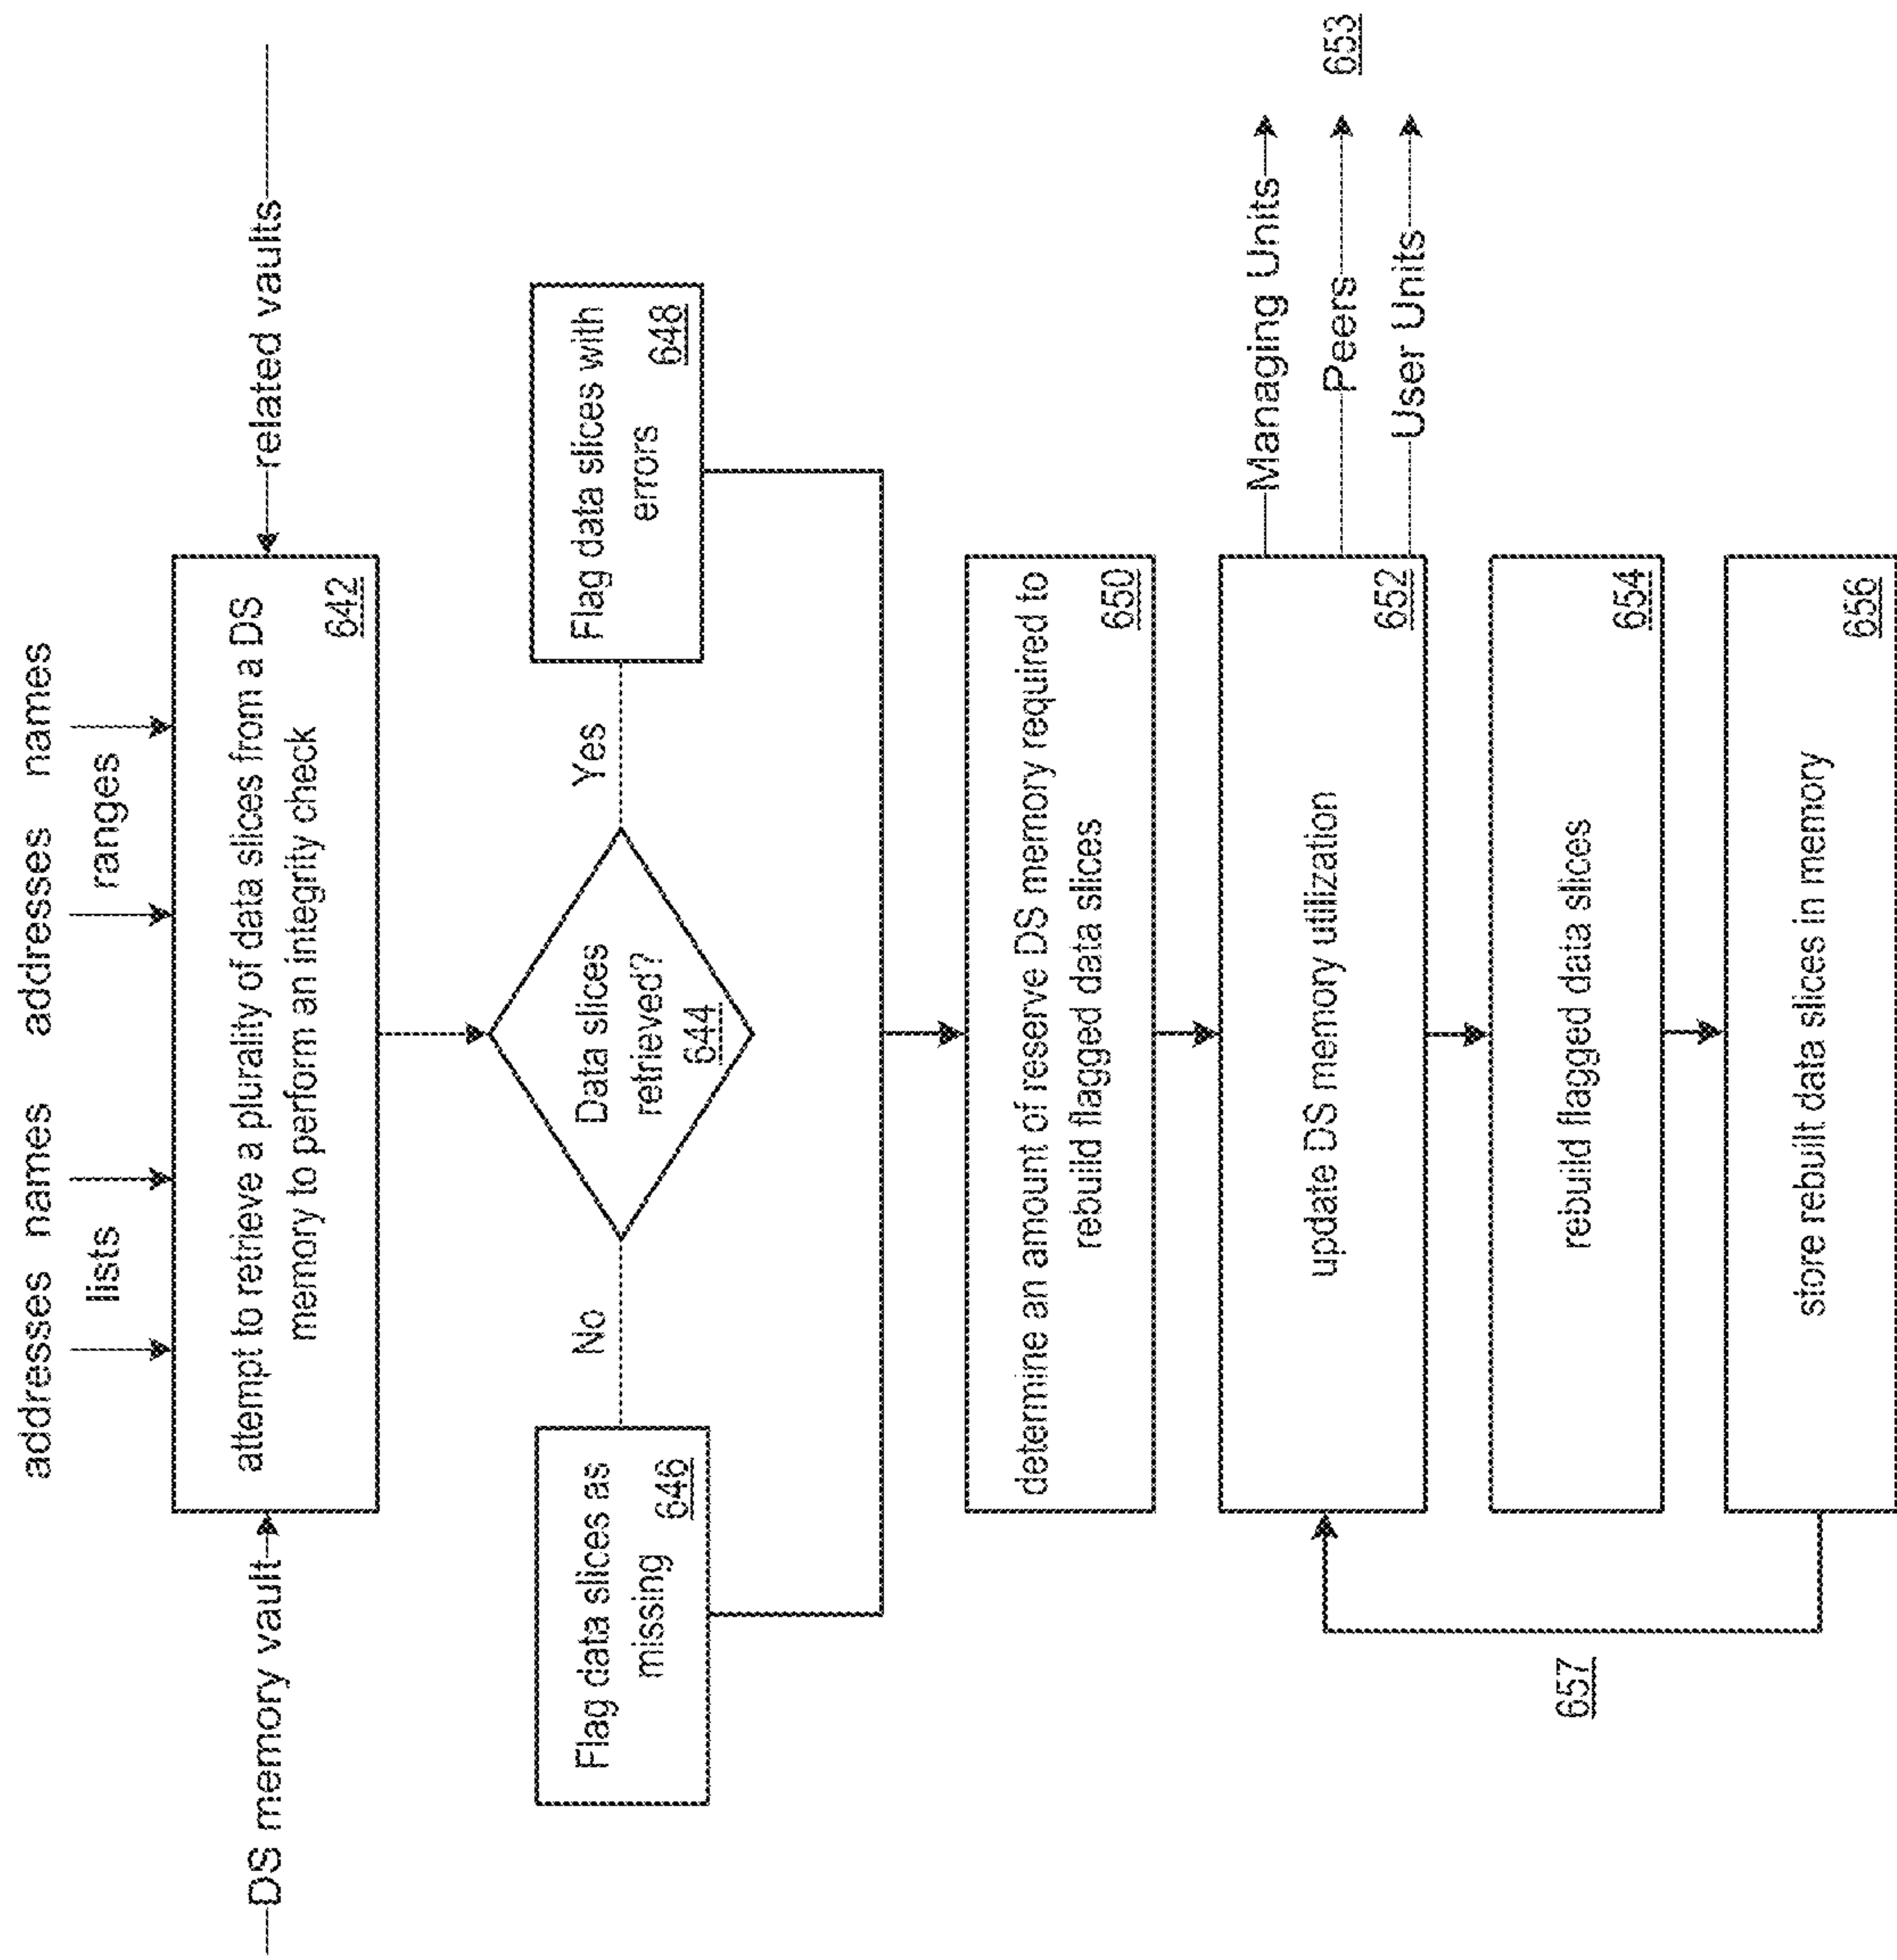 addresses names addresses names
lists ranges
DS memory vault
related vaults
attempt to retrieve a plurality of data slices from a DS
memory to perform an integrity check
642
Data slices
retrieved?
644
No
Yes
Flag data slices as
missing
646
Flag data slices with
errors
648
determine an amount of reserve DS memory required to
rebuild flagged data slices
650
update DS memory utilization
652
Managing Units
Peers
User Units
653
rebuild flagged data slices
654
store rebuilt data slices in memory
656
657